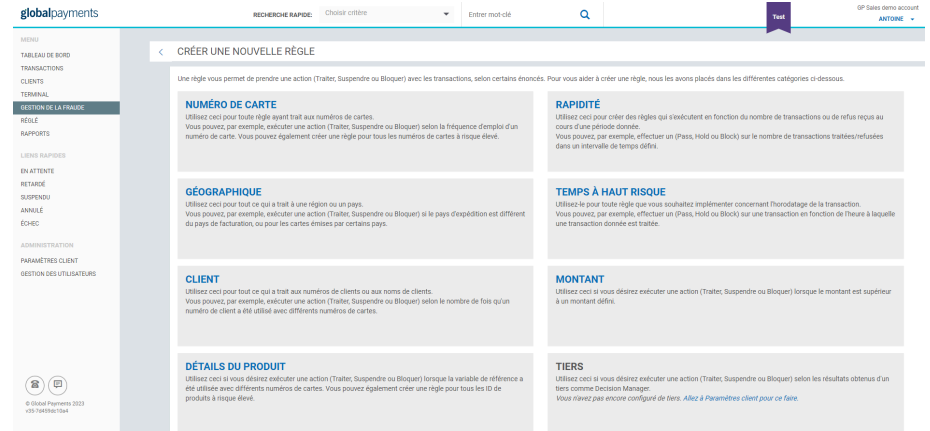 globalpayments
RECHERCHE RAPIDE:
Choisir critère
Entrer mot-clé
Test
GP Sales demo account
ANTOINE
MENU
TABLEAU DE BORD
TRANSACTIONS
CLIENTS
TERMINAL
GESTION DE LA FRAUDE
RÉGLÉ
RAPPORTS
LIENS RAPIDES
EN ATTENTE
RETARDÉ
SUSPENDU
ANNULÉ
ÉCHEC
ADMINISTRATION
PARAMÈTRES CLIENT
GESTION DES UTILISATEURS
© Global Payments 2023
v35-7d459dc10a4
CRÉER UNE NOUVELLE RÈGLE
Une règle vous permet de prendre une action (Traiter, Suspendre ou Bloquer) avec les transactions, selon certains énoncés. Pour vous aider à créer une règle, nous les avons placés dans les différentes catégories ci-dessous.
NUMÉRO DE CARTE
Utilisez ceci pour toute règle ayant trait aux numéros de cartes.
Vous pouvez, par exemple, exécuter une action (Traiter, Suspendre ou Bloquer) selon la fréquence d'emploi d'un
numéro de carte. Vous pouvez également créer une règle pour tous les numéros de cartes à risque élevé.
RAPIDITÉ
Utilisez ceci pour créer des règles qui s'exécutent en fonction du nombre de transactions ou de refus reçus au
cours d'une période donnée.
Vous pouvez, par exemple, effectuer un (Pass, Hold ou Block) sur le nombre de transactions traitées/refusées
dans un intervalle de temps défini.
GÉOGRAPHIQUE
Utilisez ceci pour tout ce qui a trait à une région ou un pays.
Vous pouvez, par exemple, exécuter une action (Traiter, Suspendre ou Bloquer) si le pays d'expédition est différent
du pays de facturation, ou pour les cartes émises par certains pays.
TEMPS À HAUT RISQUE
Utilisez-le pour toute règle que vous souhaitez implémenter concernant l'horodatage de la transaction.
Vous pouvez, par exemple, effectuer un (Pass, Hold ou Block) sur une transaction en fonction de l'heure à laquelle
une transaction donnée est traitée.
CLIENT
Utilisez ceci pour tout ce qui a trait aux numéros de clients ou aux noms de clients.
Vous pouvez, par exemple, exécuter une action (Traiter, Suspendre ou Bloquer) selon le nombre de fois qu'un
numéro de client a été utilisé avec différents numéros de cartes.
MONTANT
Utilisez ceci si vous désirez exécuter une action (Traiter, Suspendre ou Bloquer) lorsque le montant est supérieur
à un montant défini.
DÉTAILS DU PRODUIT
Utilisez ceci si vous désirez exécuter une action (Traiter, Suspendre ou Bloquer) lorsque la variable de référence a
été utilisée avec différents numéros de cartes. Vous pouvez également créer une règle pour tous les ID de
produits à risque élevé.
TIERS
Utilisez ceci si vous désirez exécuter une action (Traiter, Suspendre ou Bloquer) selon les résultats obtenus d'un
tiers comme Decision Manager.
Vous n'avez pas encore configuré de tiers. Allez à Paramètres client pour ce faire.